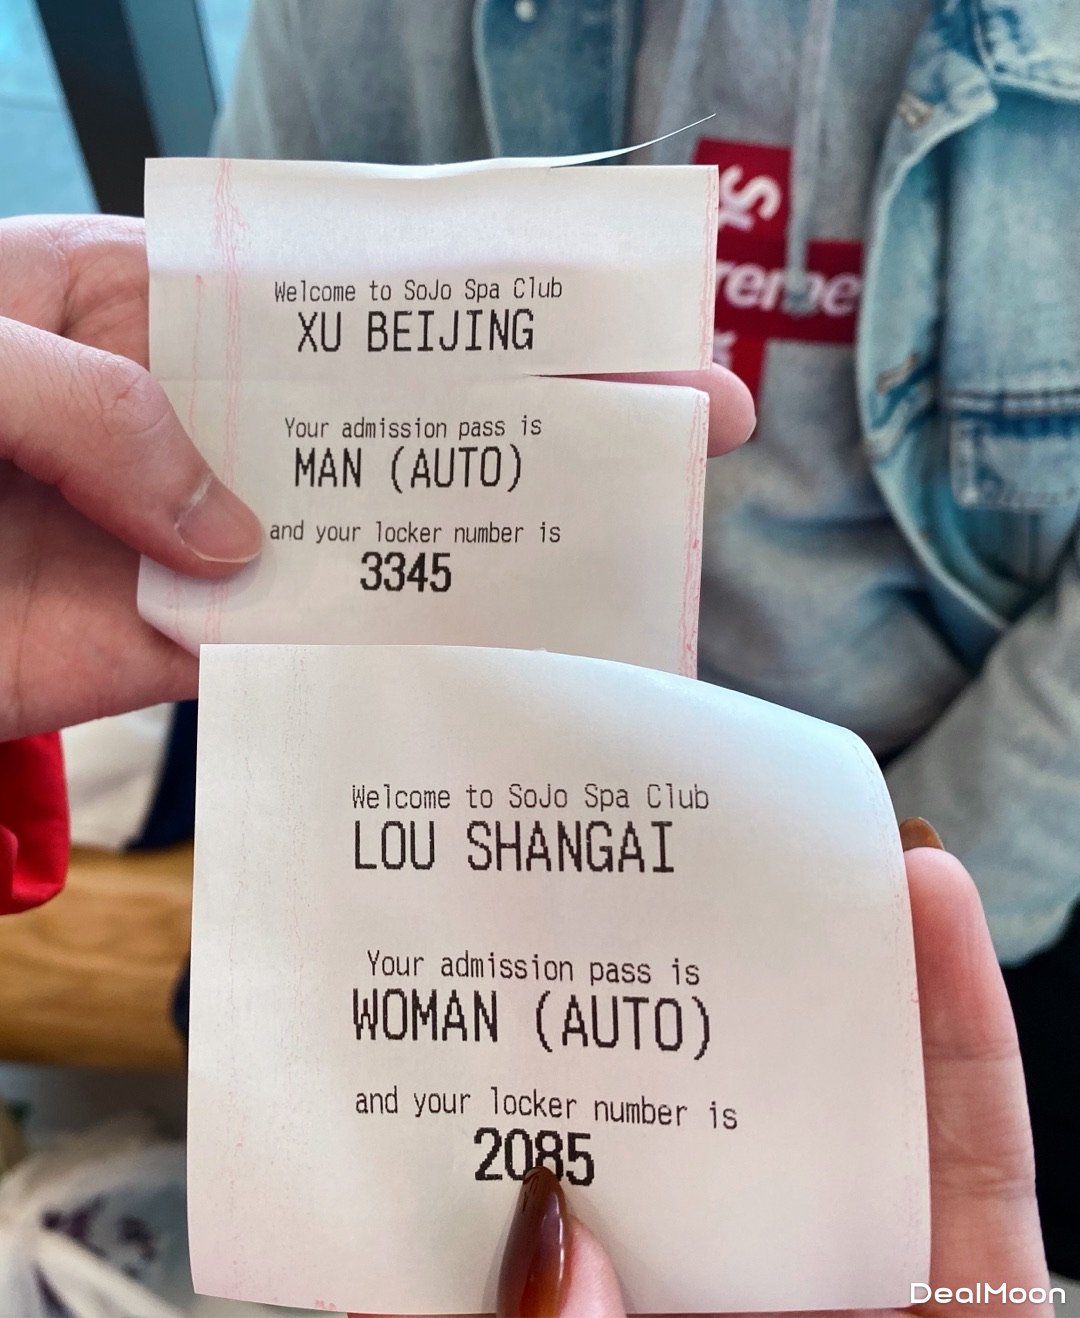 Welcome to SoJo Spa Club
XU BEIJING
Your admission pass is
MAN (AUTO)
and your locker number is
3345
Welcome to SoJo Spa Club
LOU SHANGAI
Your admission pass is
WOMAN (AUTO)
and your locker number is
2085
reme
DealMoon